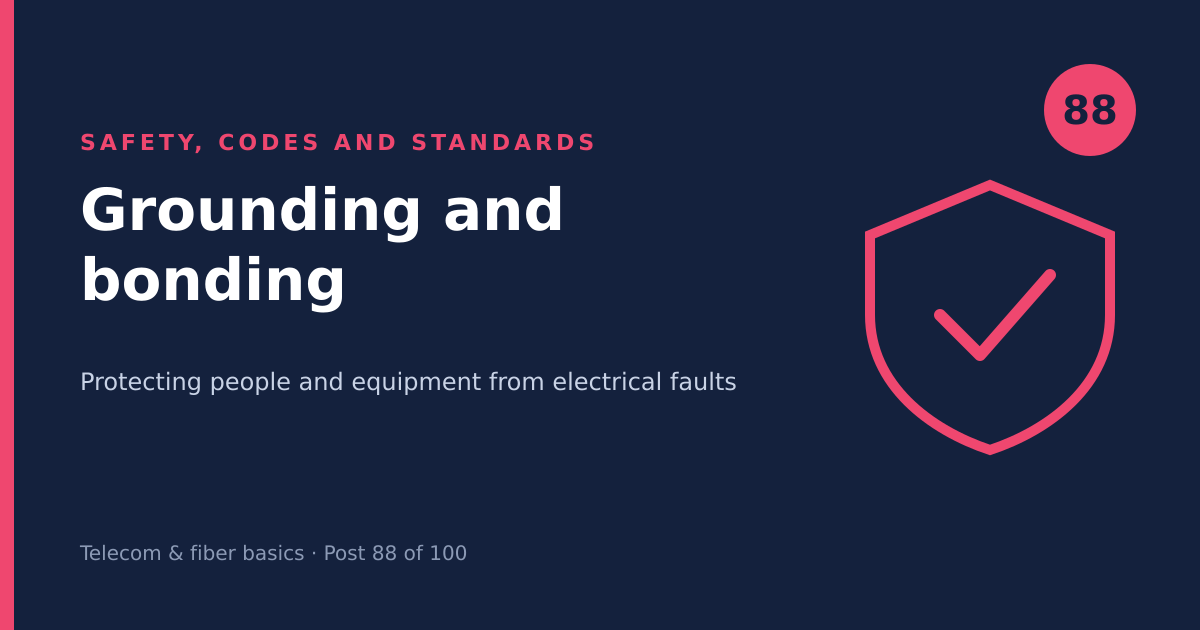 88
SAFETY, CODES AND STANDARDS
Grounding and
bonding
Protecting people and equipment from electrical faults
Telecom & fiber basics · Post 88 of 100